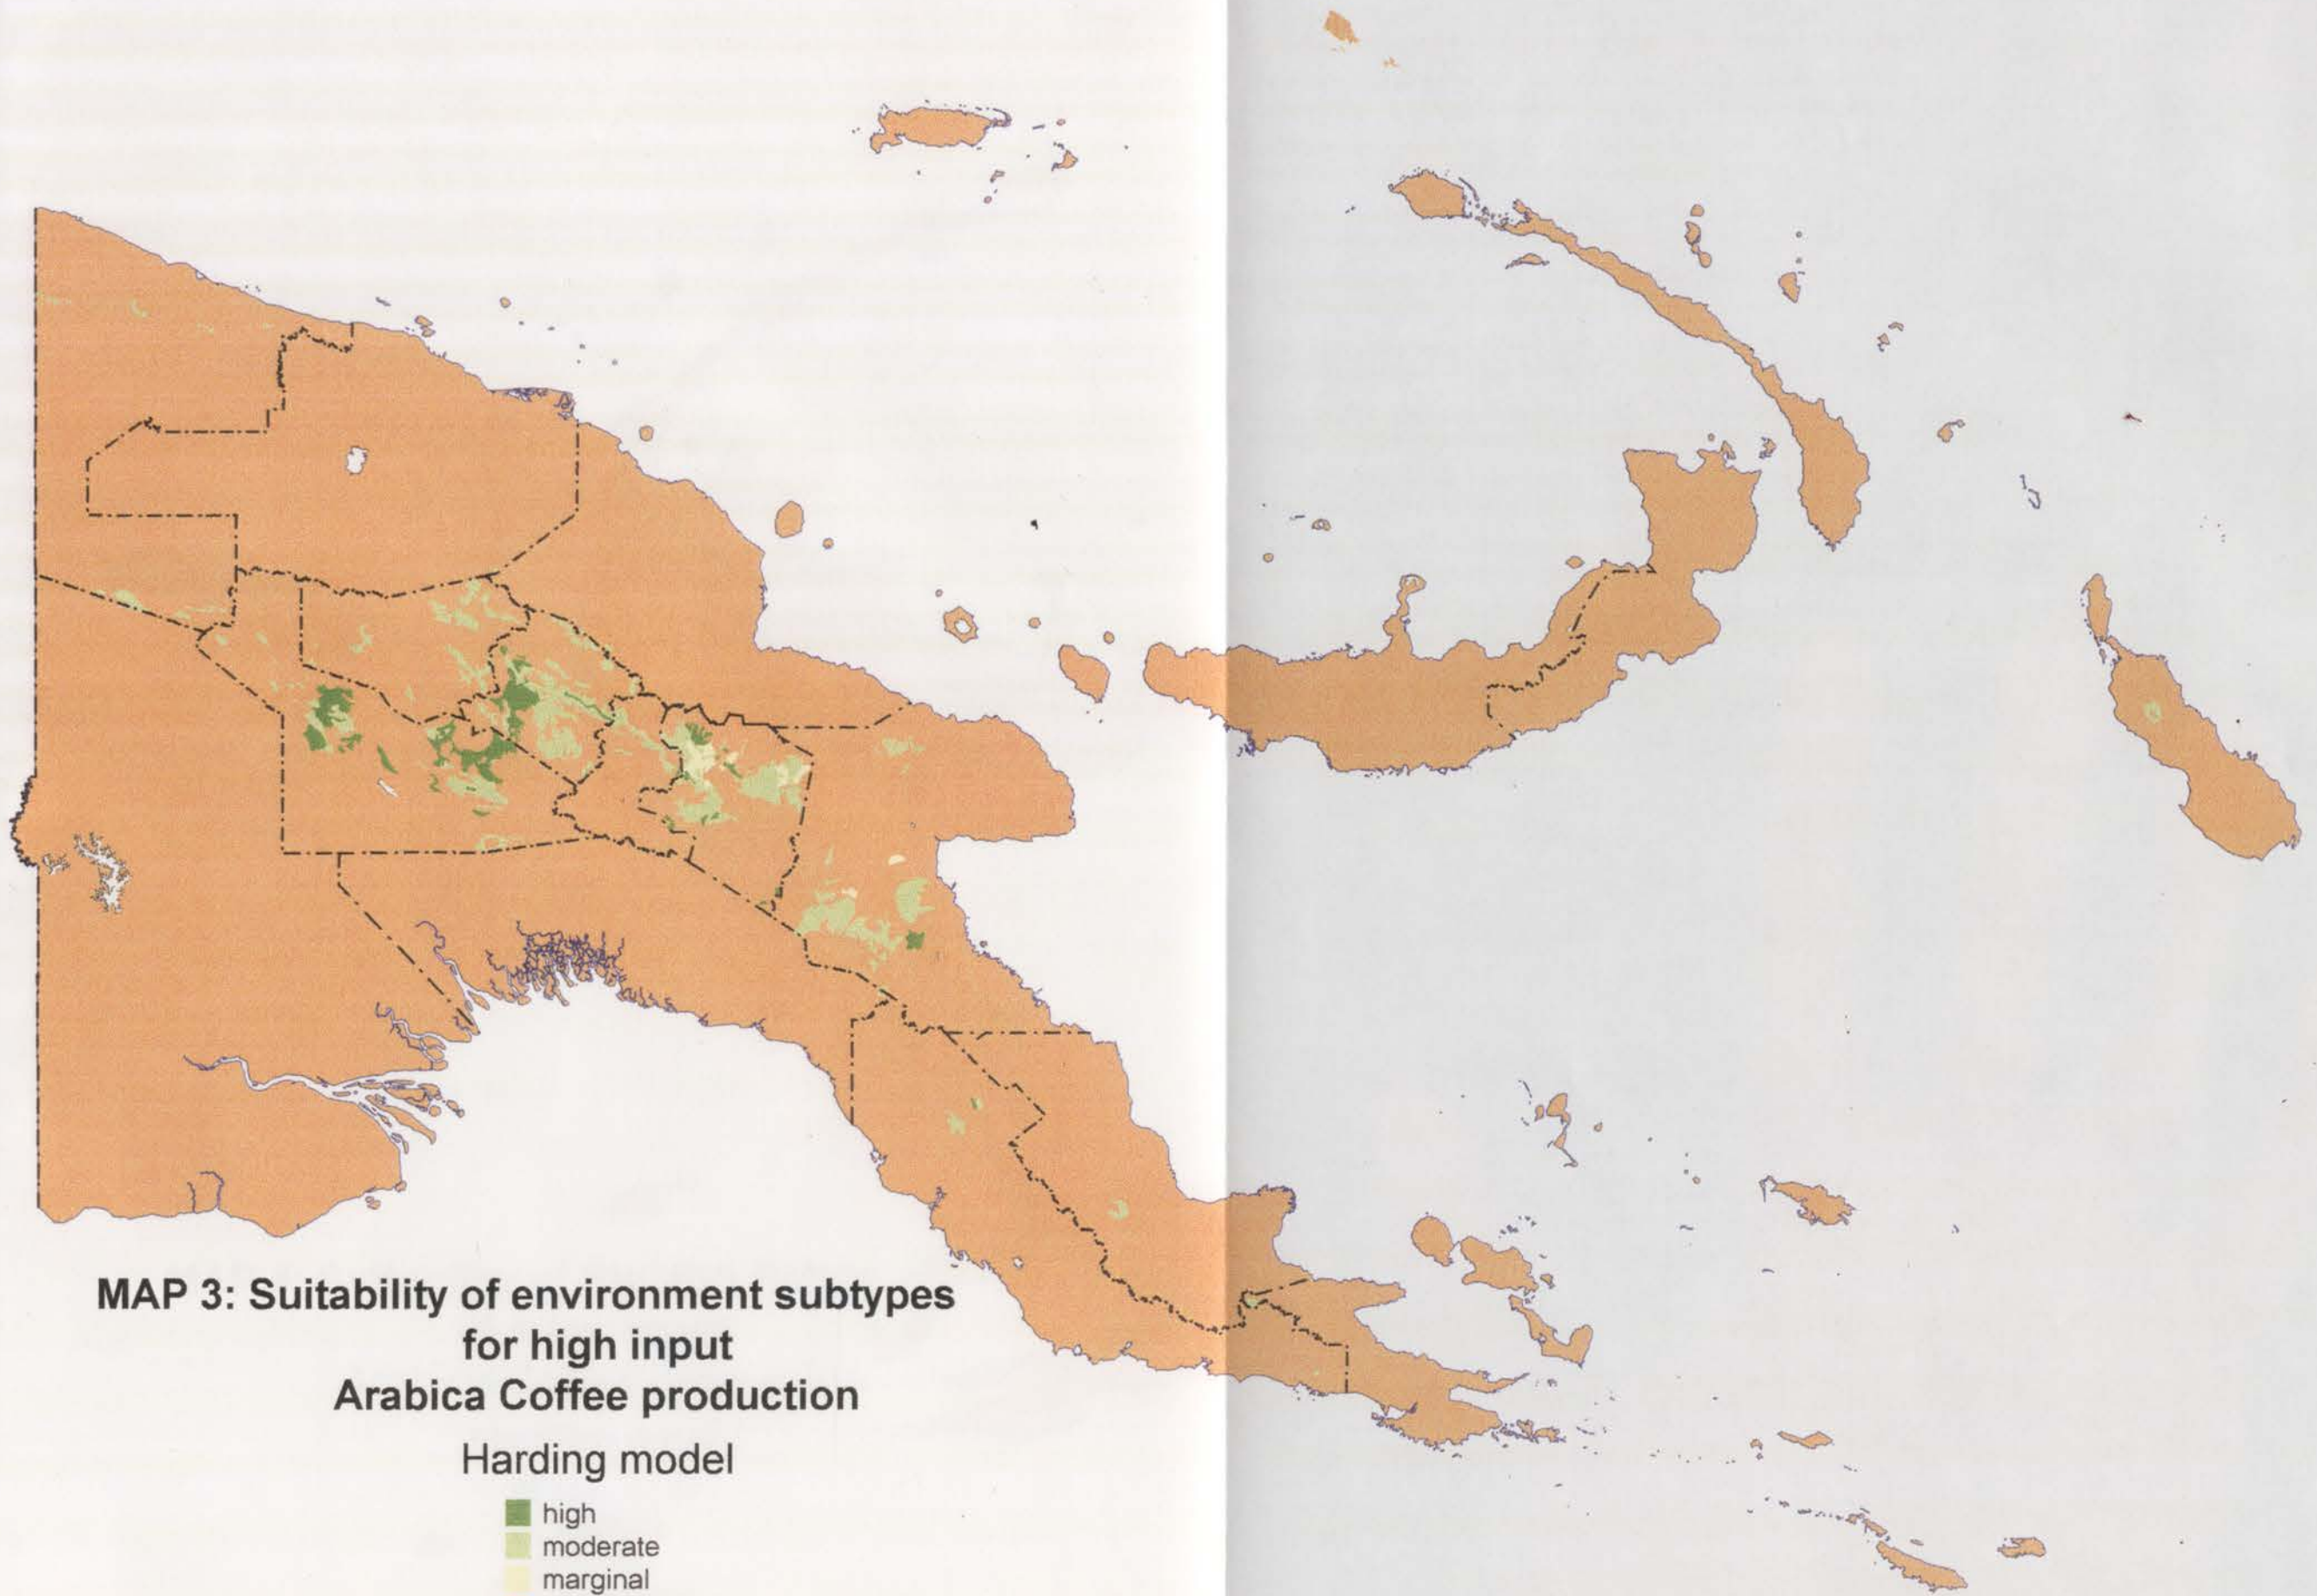 MAP 3: Suitability of environment subtypes
for high input
Arabica Coffee production
Harding model
high
moderate
marginal